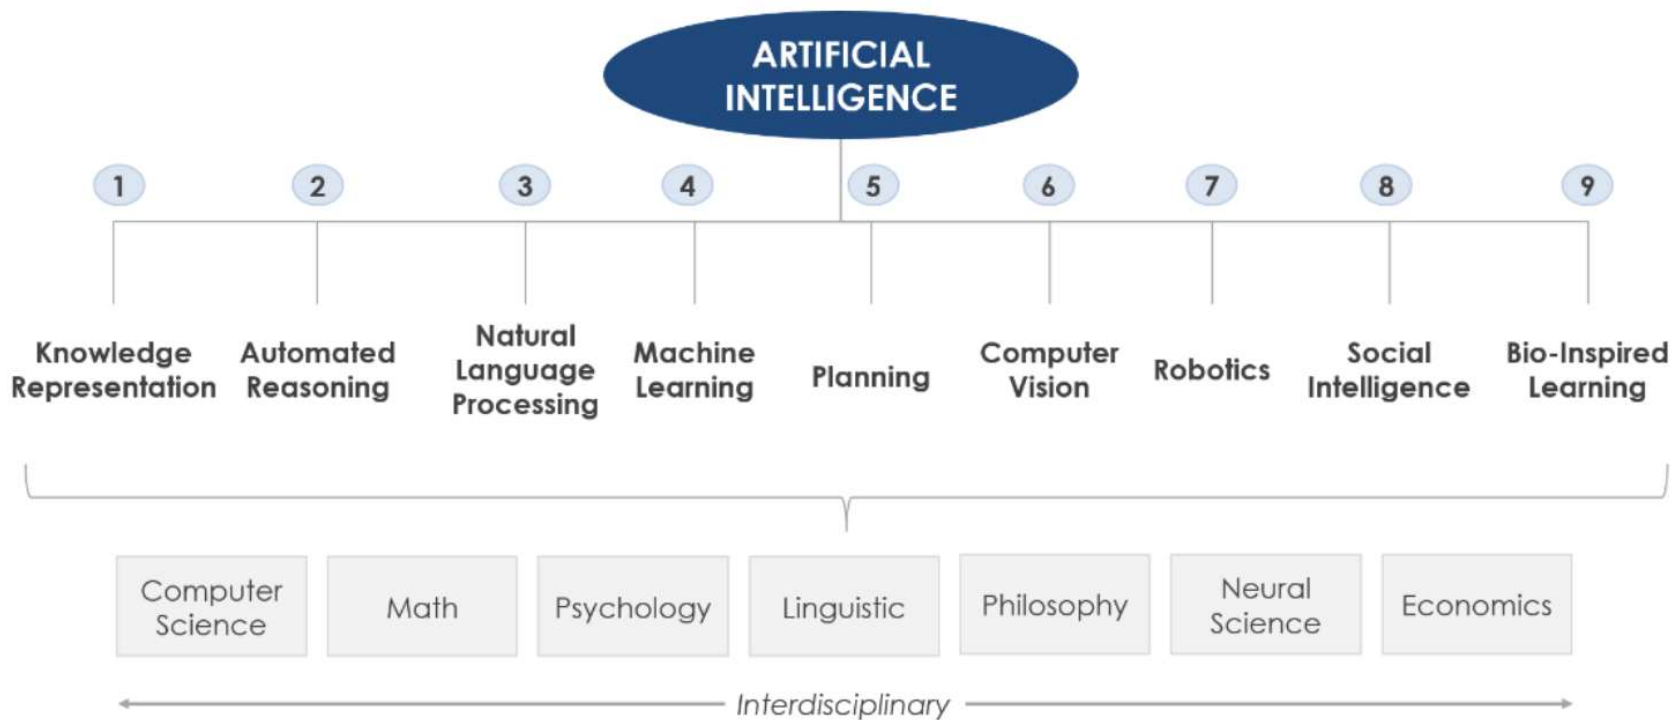 ARTIFICIAL
INTELLIGENCE
1
2
3
4
5
6
7
8
9
Knowledge
Representation
Automated
Reasoning
Natural
Language
Processing
Machine
Learning
Planning
Computer
Vision
Robotics
Social
Intelligence
Bio-Inspired
Learning
Computer
Science
Math
Psychology
Linguistic
Philosophy
Neural
Science
Economics
Interdisciplinary